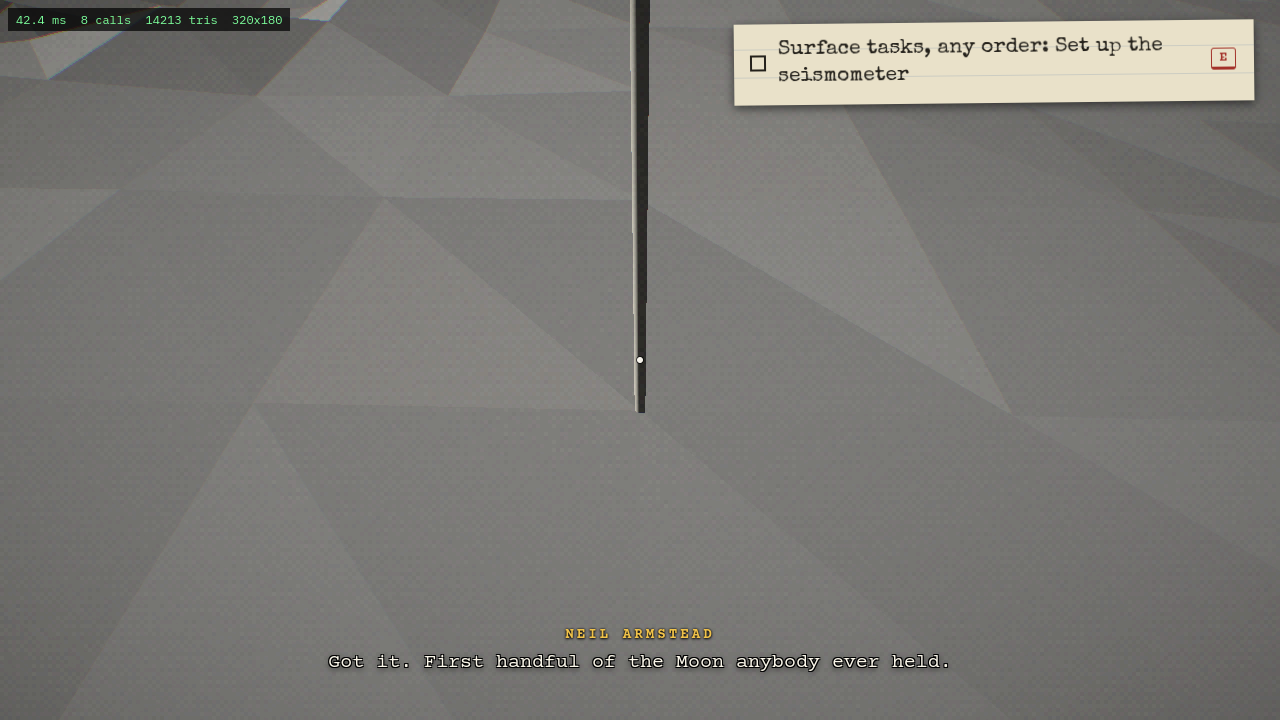 42.4 ms  8 calls  14213 tris  320x180
Surface tasks, any order: Set up the
seismometer
E
NEIL ARMSTEAD
Got it. First handful of the Moon anybody ever held.